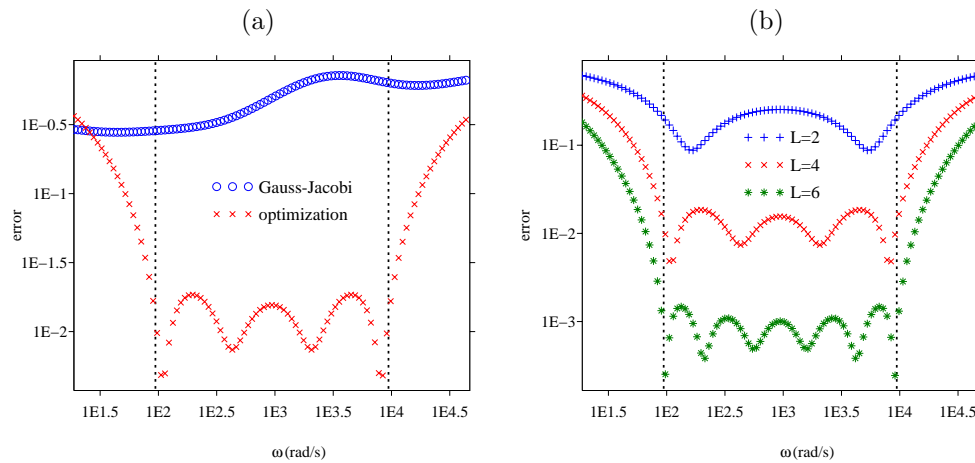 (a)
error
1E−0.5
1E−1
1E−1.5
1E−2
Gauss-Jacobi
optimization
1E1.5 1E2 1E2.5 1E3 1E3.5 1E4 1E4.5
ω(rad/s)
(b)
error
1E−1
1E−2
1E−3
L=2
L=4
L=6
1E1.5 1E2 1E2.5 1E3 1E3.5 1E4 1E4.5
ω(rad/s)